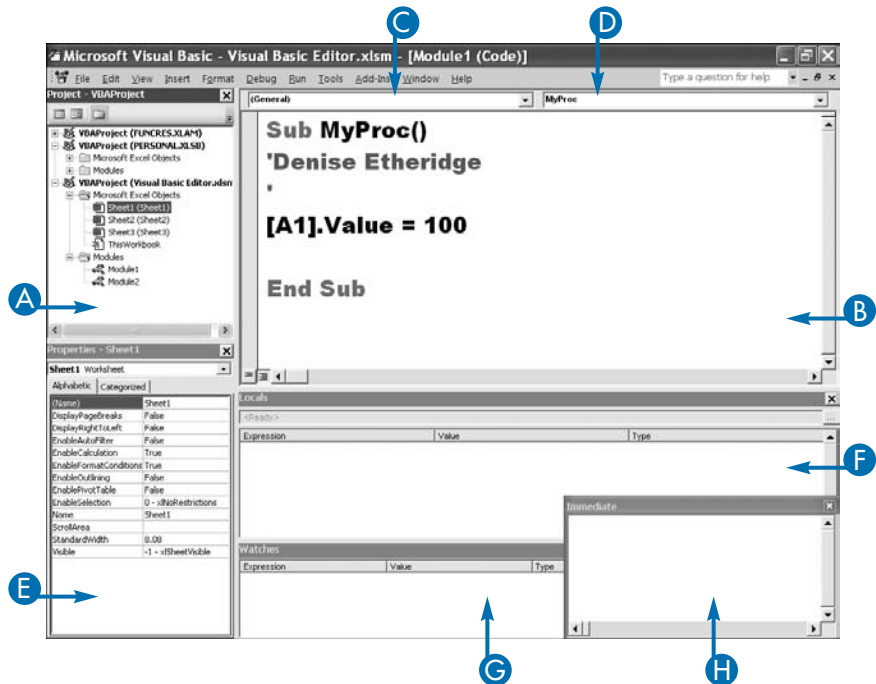 C
D
Microsoft Visual Basic - Visual Basic Editor.xlsm - [Module1 (Code)]
File Edit View Insert Format Debug Run Tools Add-Ins Window Help
Type a question for help
Project - VBAProject
(General)
MyProc
VBAProject (FUNCRES.XLAM)
VBAProject (PERSONAL.XLSB)
Microsoft Excel Objects
Modules
VBAProject (Visual Basic Editor.xlsm
Microsoft Excel Objects
Sheet1 (Sheet1)
Sheet2 (Sheet2)
Sheet3 (Sheet3)
ThisWorkbook
Modules
Module1
Module2
Sub MyProc()
'Denise Etheridge
'
[A1].Value = 100
End Sub
A
B
Properties - Sheet1
Sheet1 Worksheet
Alphabetic Categorized
(Name) Sheet1
DisplayPageBreaks False
DisplayRightToLeft False
EnableAutoFilter False
EnableCalculation True
EnableFormatConditions True
EnableOutlining False
EnablePivotTable False
EnableSelection 0 - xlNoRestrictions
Name Sheet1
ScrollArea
StandardWidth 8.08
Visible -1 - xlSheetVisible
E
Locals
<Ready>
Expression Value Type
F
Watches
Expression Value Type
G
Immediate
H